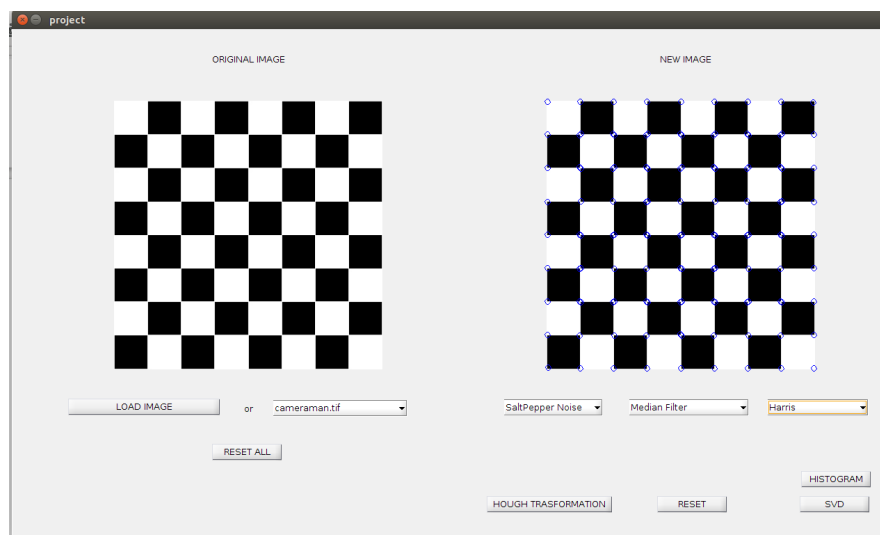 project
ORIGINAL IMAGE
NEW IMAGE
LOAD IMAGE
or
cameraman.tif
SaltPepper Noise
Median Filter
Harris
RESET ALL
HISTOGRAM
HOUGH TRASFORMATION
RESET
SVD